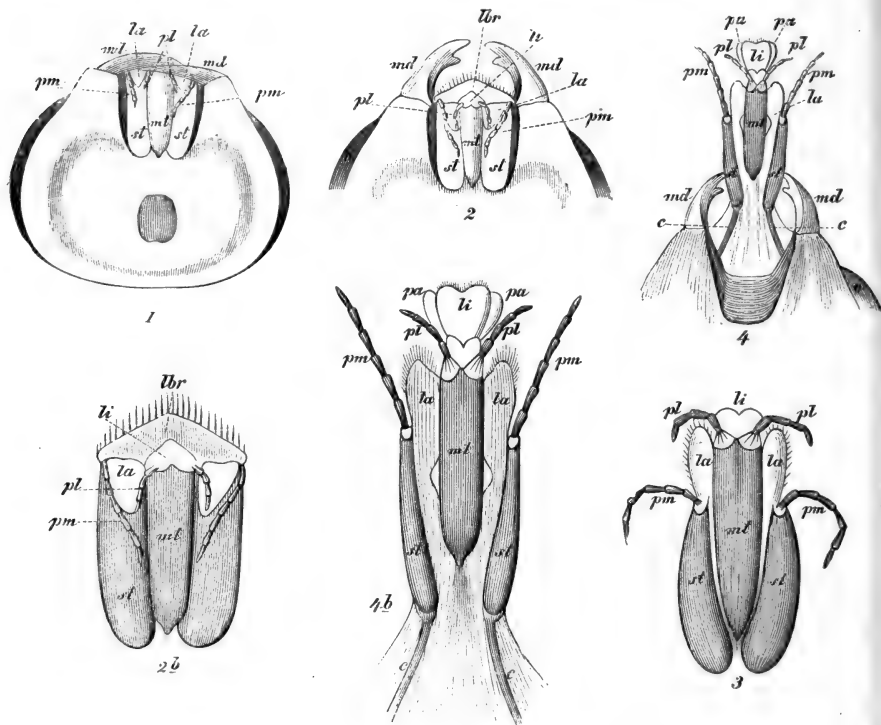 la pl la
ml md
pm pm
st mt st
1
lbr
n
md md
pl la
mt pm
st st
2
pa pa
pl li pl
pm pm
mt la
st
md md
c c
4
lbr
li
la
pl
pm
mt
st
2b
pa li pa
pl pl
pm pm
la la
mt
st st
4b
c c
li
pl pl
la la
pm pm
mt
st st
3